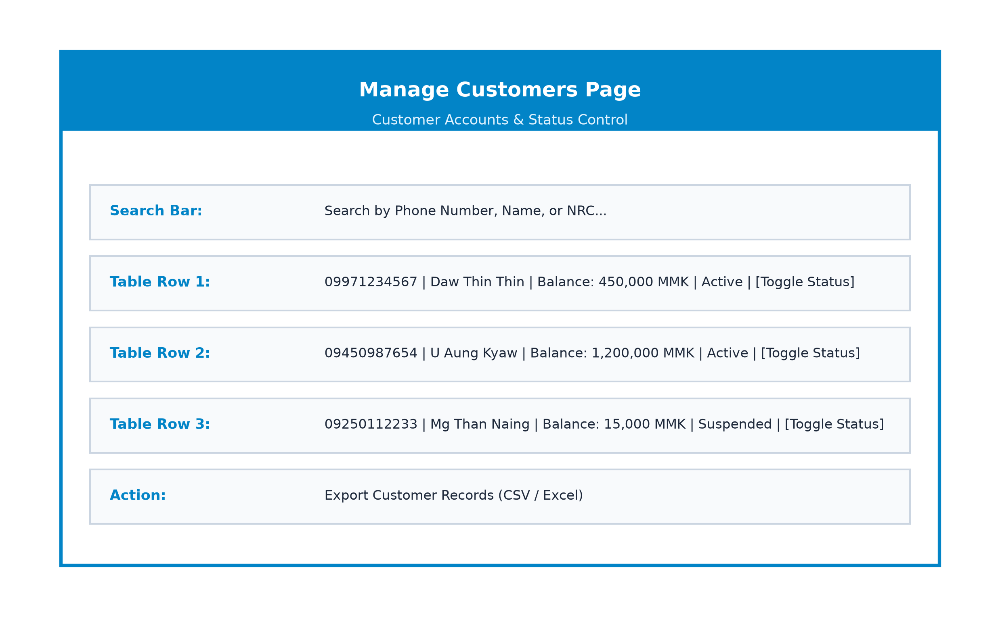 Manage Customers Page
Customer Accounts & Status Control
Search Bar: Search by Phone Number, Name, or NRC...
Table Row 1: 09971234567 | Daw Thin Thin | Balance: 450,000 MMK | Active | [Toggle Status]
Table Row 2: 09450987654 | U Aung Kyaw | Balance: 1,200,000 MMK | Active | [Toggle Status]
Table Row 3: 09250112233 | Mg Than Naing | Balance: 15,000 MMK | Suspended | [Toggle Status]
Action: Export Customer Records (CSV / Excel)